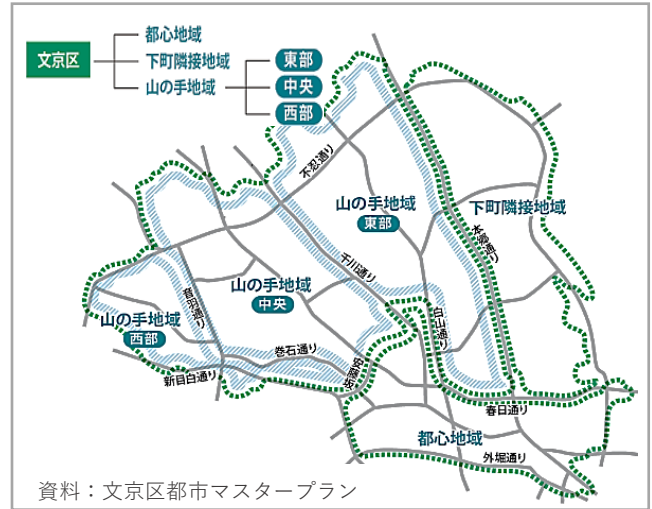 文京区
都心地域
下町隣接地域
山の手地域
東部
中央
西部
不忍通り
山の手地域
東部
下町隣接地域
本郷通り
千川通り
山の手地域
中央
音羽通り
白山通り
山の手地域
西部
巻石通り
安藤坂
新目白通り
春日通り
都心地域
外堀通り
資料：文京区都市マスタープラン